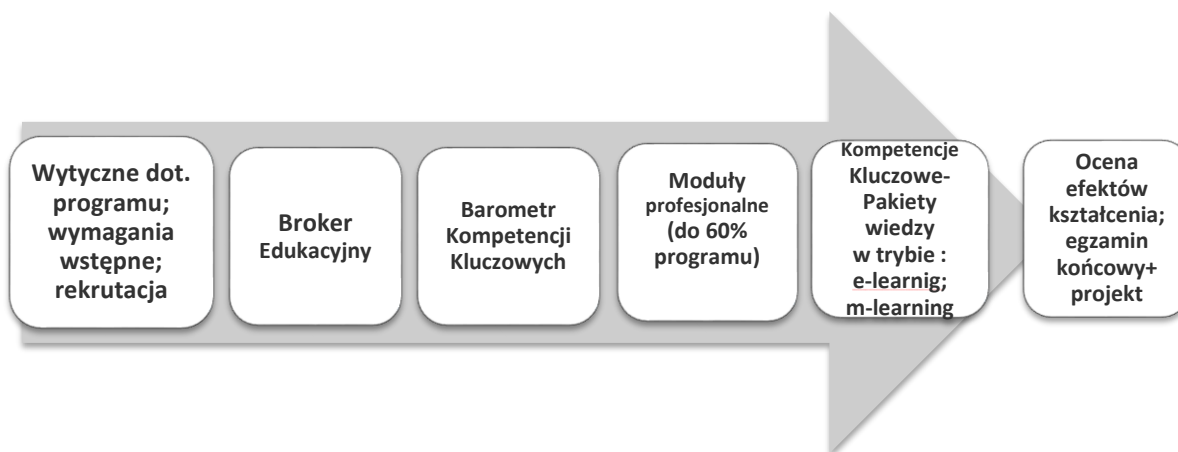 Wytyczne dot.
programu;
wymagania
wstępne;
rekrutacja
Broker
Edukacyjny
Barometr
Kompetencji
Kluczowych
Moduły
profesjonalne
(do 60%
programu)
Kompetencje
Kluczowe-
Pakiety
wiedzy
w trybie :
e-learnig;
m-learning
Ocena
efektów
kształcenia;
egzamin
końcowy+
projekt